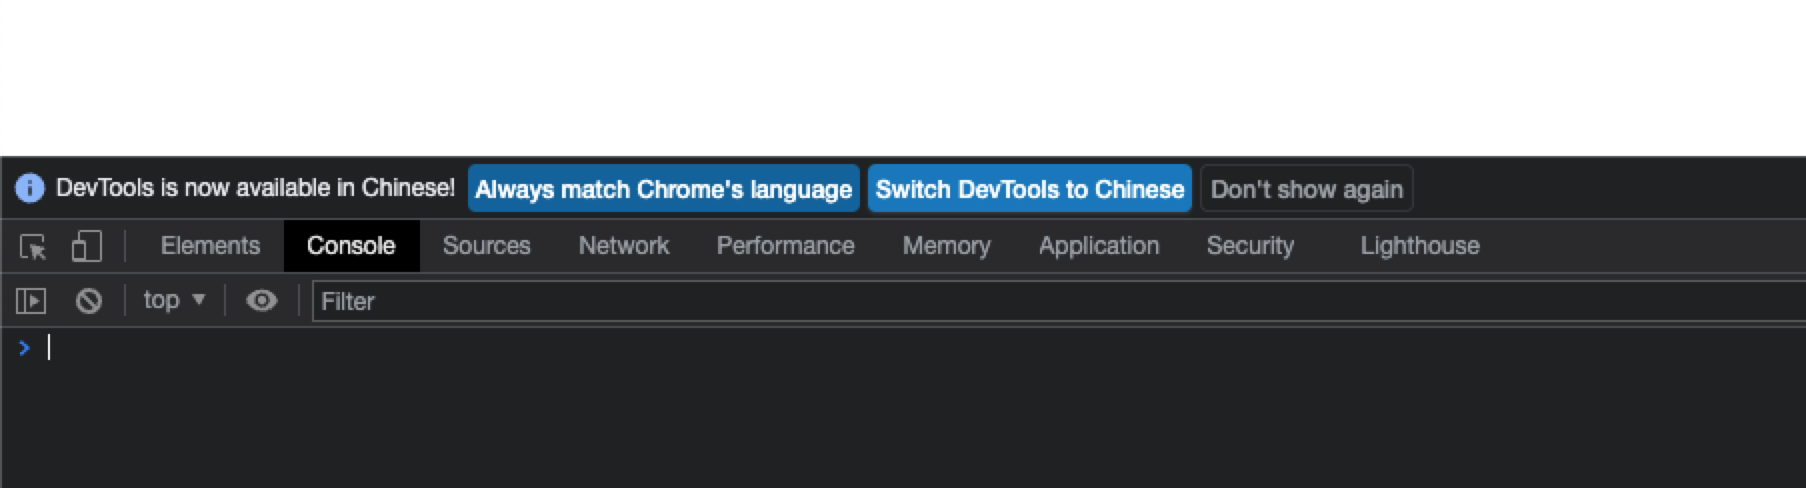 DevTools is now available in Chinese! Always match Chrome's language Switch DevTools to Chinese Don't show again
Elements Console Sources Network Performance Memory Application Security Lighthouse
top Filter